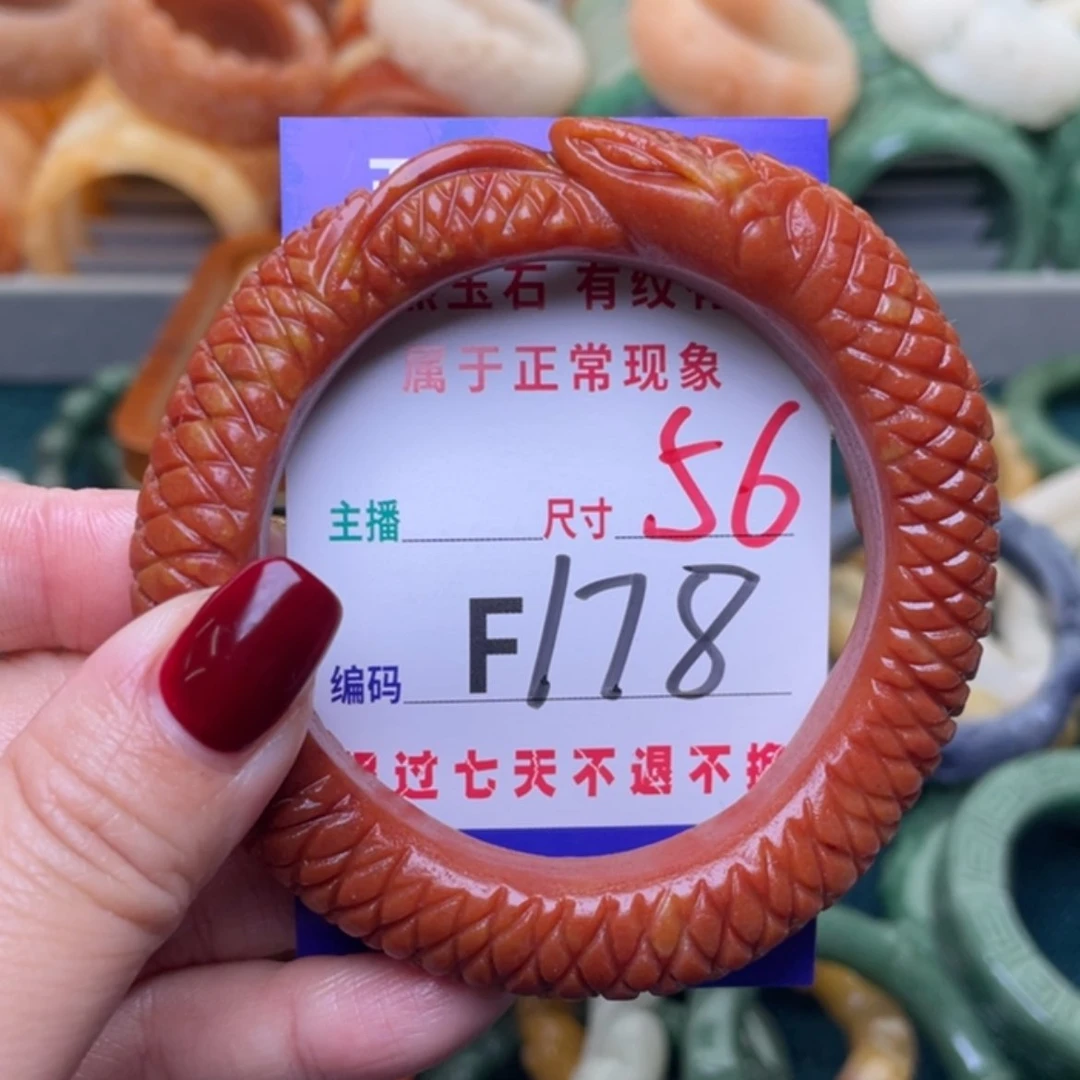 玉石 有纹
属于正常现象
主播 尺寸 56
编码 F178
过七天不退不换